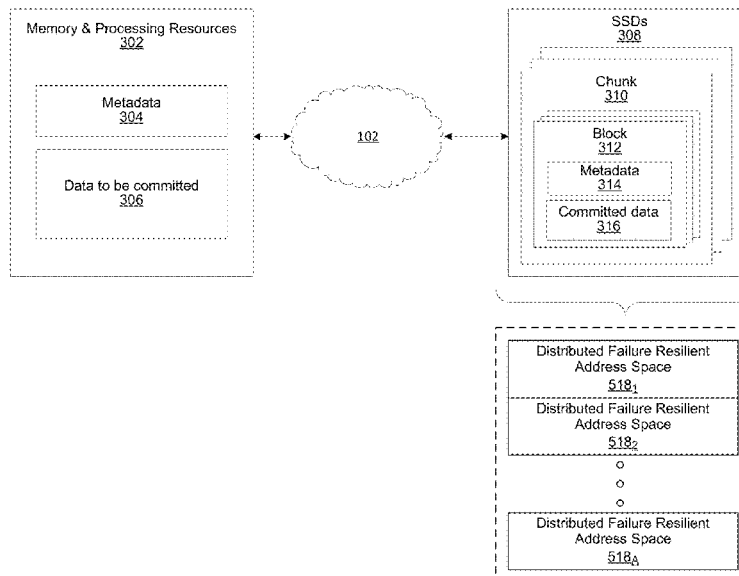 Memory & Processing Resources
302
Metadata
304
Data to be committed
306
102
SSDs
308
Chunk
310
Block
312
Metadata
314
Committed data
316
Distributed Failure Resilient
Address Space
518₁
Distributed Failure Resilient
Address Space
518₂
Distributed Failure Resilient
Address Space
518_A